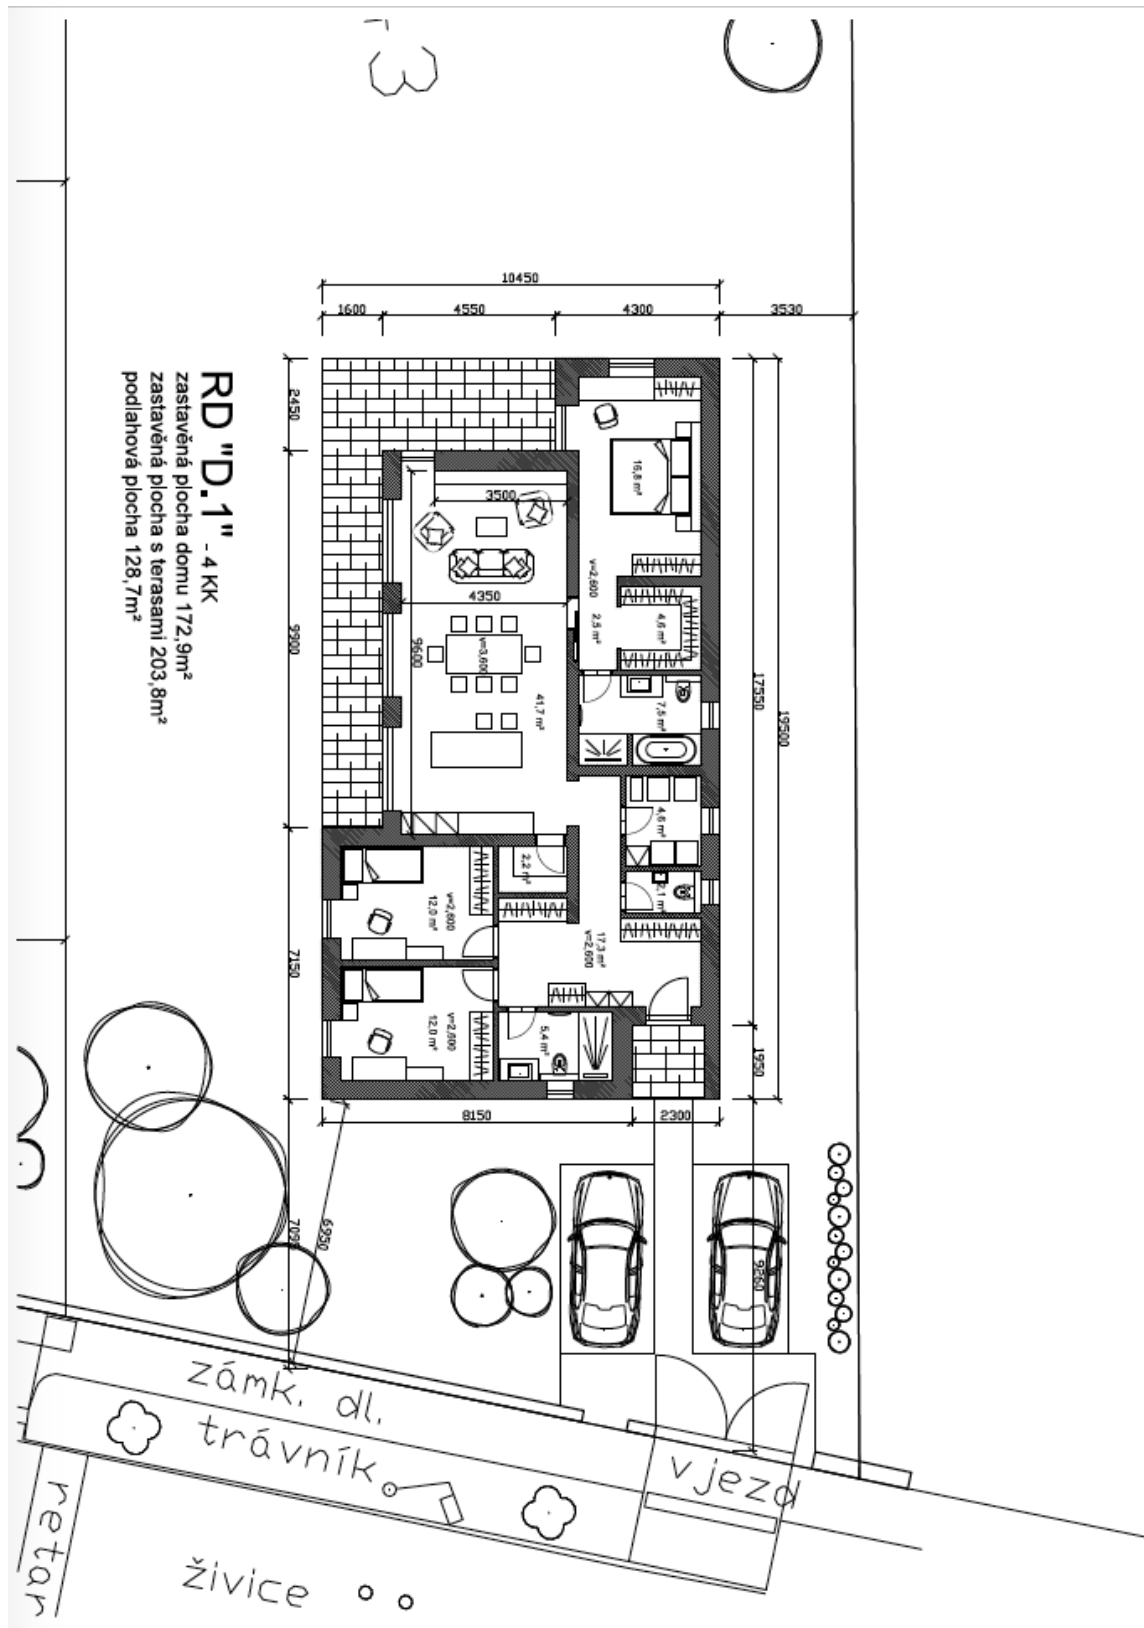 3
10450
1600
4550
4300
3530
RD "D.1" - 4 KK
zastavěná plocha domu 172,9m²
zastavěná plocha s terasami 203,8m²
podlahová plocha 128,7m²
2450
9900
7150
17550
19500
1950
16,8 m²
3500
v=2,600
2,5 m²
4,6 m²
4350
9600
v=3,600
41,7 m²
7,5 m²
4,6 m²
2,2 m²
2,1 m²
v=2,600
12,0 m²
17,3 m²
v=2,600
v=2,600
12,0 m²
5,4 m²
8150
2300
6950
9260
zámk. dl.
trávník
vjezd
retar
živice